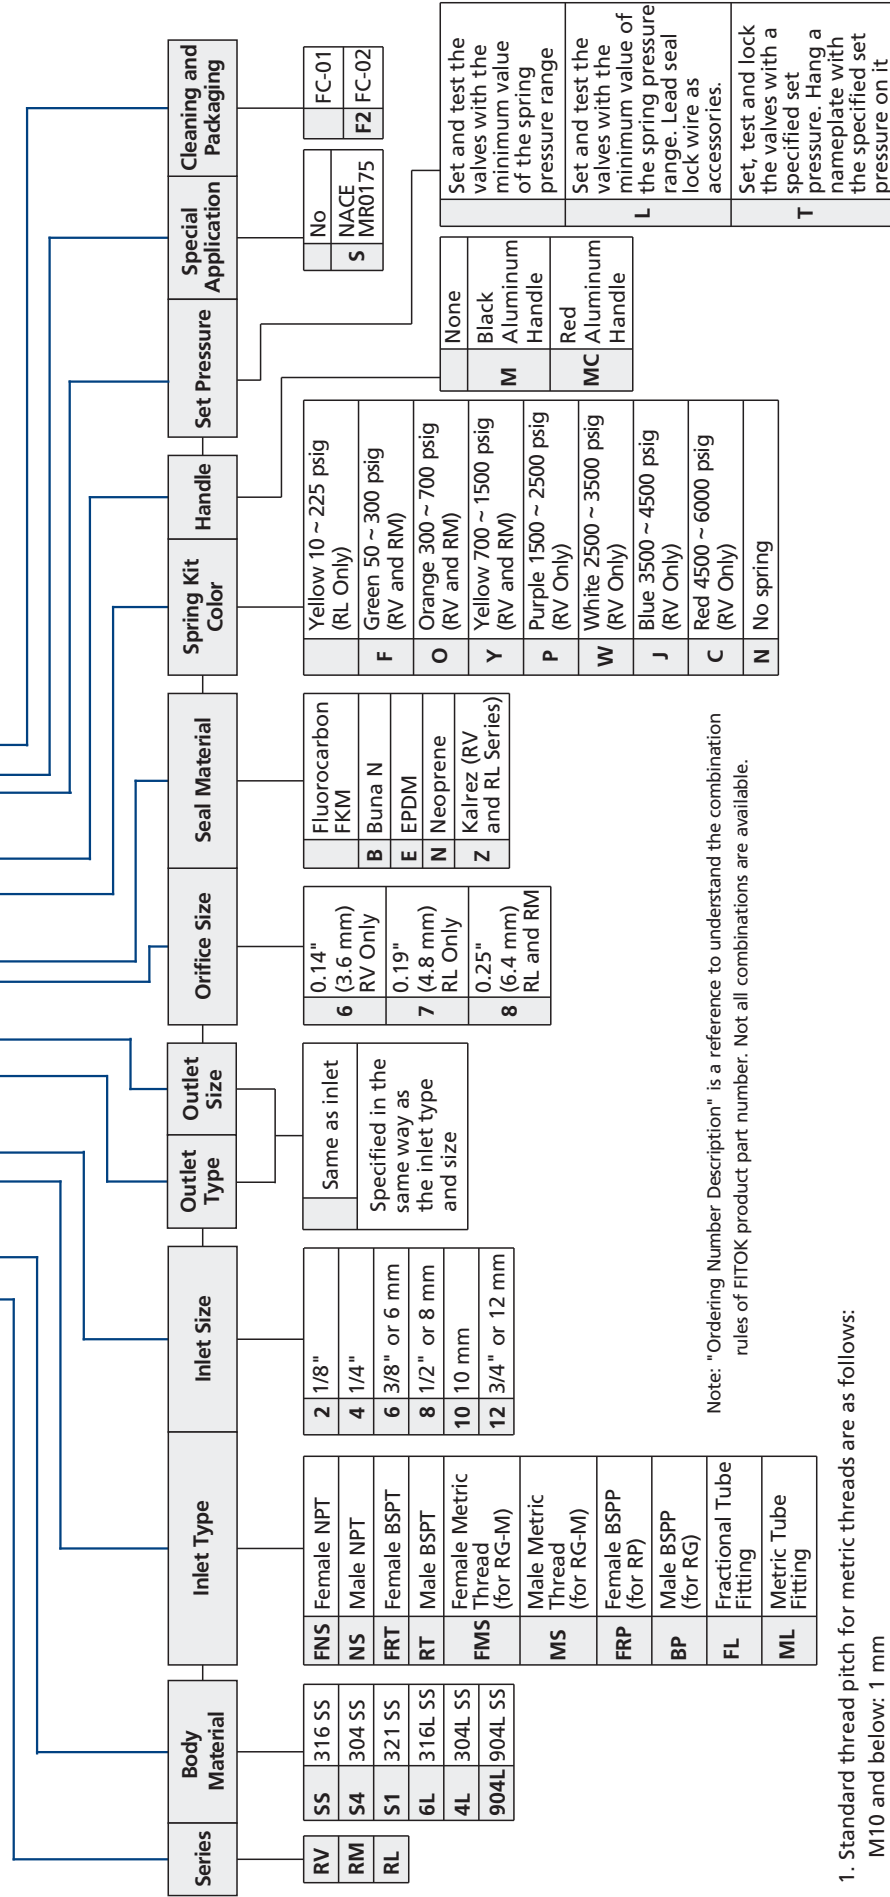 Series
Body
Material
Inlet Type
Inlet Size
Outlet
Type
Outlet
Size
Orifice Size
Seal Material
Spring Kit
Color
Handle
Set Pressure
Special
Application
Cleaning and
Packaging
RV
RM
RL
SS 316 SS
S4 304 SS
S1 321 SS
6L 316L SS
4L 304L SS
904L 904L SS
FNS Female NPT
NS Male NPT
FRT Female BSPT
RT Male BSPT
FMS Female Metric
Thread
(for RG-M)
MS Male Metric
Thread
(for RG-M)
FRP Female BSPP
(for RP)
BP Male BSPP
(for RG)
FL Fractional Tube
Fitting
ML Metric Tube
Fitting
2 1/8"
4 1/4"
6 3/8" or 6 mm
8 1/2" or 8 mm
10 10 mm
12 3/4" or 12 mm
Same as inlet
Specified in the
same way as
the inlet type
and size
6 0.14"
(3.6 mm)
RV Only
7 0.19"
(4.8 mm)
RL Only
8 0.25"
(6.4 mm)
RL and RM
Fluorocarbon
FKM
B Buna N
E EPDM
N Neoprene
Z Kalrez (RV
and RL Series)
Yellow 10 ~ 225 psig
(RL Only)
F Green 50 ~ 300 psig
(RV and RM)
O Orange 300 ~ 700 psig
(RV and RM)
Y Yellow 700 ~ 1500 psig
(RV and RM)
P Purple 1500 ~ 2500 psig
(RV Only)
W White 2500 ~ 3500 psig
(RV Only)
J Blue 3500 ~ 4500 psig
(RV Only)
C Red 4500 ~ 6000 psig
(RV Only)
N No spring
None
M Black
Aluminum
Handle
MC Red
Aluminum
Handle
Set and test the
valves with the
minimum value
of the spring
pressure range
L Set and test the
valves with the
minimum value of
the spring pressure
range. Lead seal
lock wire as
accessories.
T Set, test and lock
the valves with a
specified set
pressure. Hang a
nameplate with
the specified set
pressure on it
No
S NACE
MR0175
FC-01
F2 FC-02
Note: "Ordering Number Description" is a reference to understand the combination
rules of FITOK product part number. Not all combinations are available.
1. Standard thread pitch for metric threads are as follows:
M10 and below: 1 mm